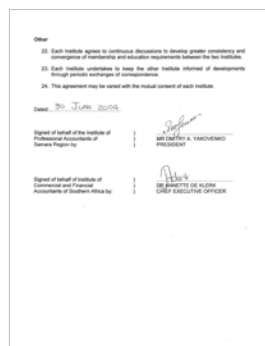 Other
22. Each Institute agrees to continuous discussions to develop greater consistency and
convergence of membership and education requirements between the two Institutes.
23. Each Institute undertakes to keep the other Institute informed of developments
through periodic exchanges of correspondence.
24. This agreement may be varied with the mutual consent of each Institute.
Dated: 30 June 2004
Signed of behalf of the Institute of )
Professional Accountants of )
Samara Region by: )
MR DMITRY A. YAKOVENKO
PRESIDENT
Signed of behalf of Institute of )
Commercial and Financial )
Accountants of Southern Africa by: )
ANNETTE DE KLERK
CHIEF EXECUTIVE OFFICER